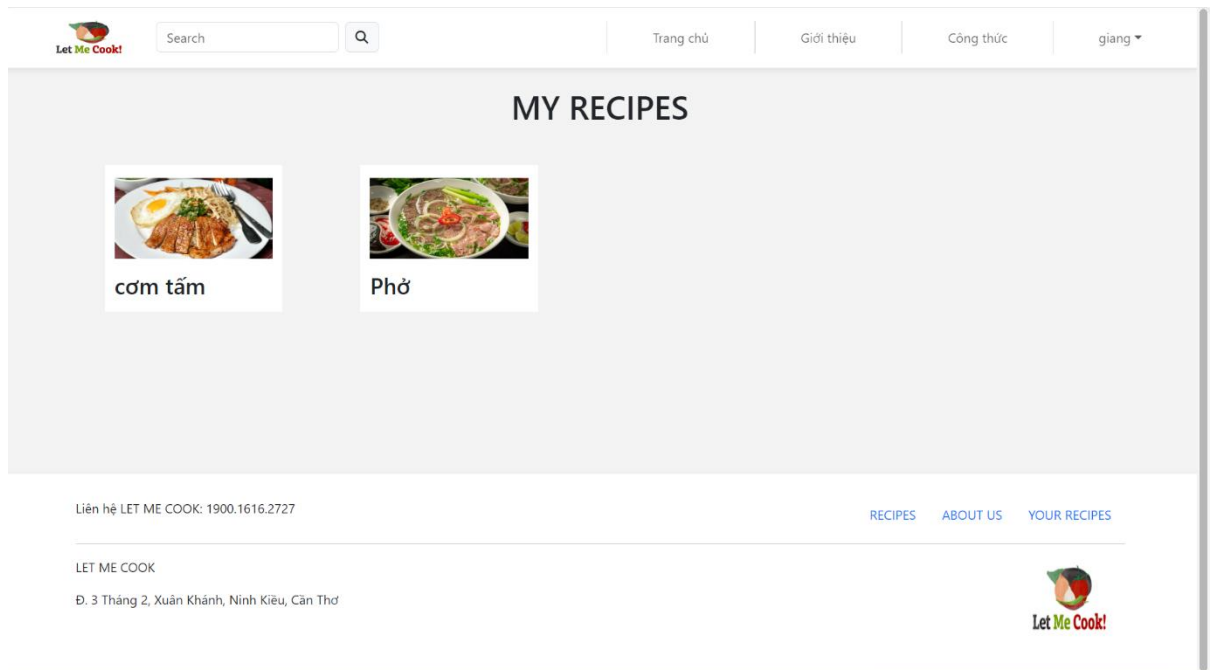 Let Me Cook!
Search
Trang chủ
Giới thiệu
Công thức
giang
MY RECIPES
cơm tấm
Phở
Liên hệ LET ME COOK: 1900.1616.2727
RECIPES
ABOUT US
YOUR RECIPES
LET ME COOK
Đ. 3 Tháng 2, Xuân Khánh, Ninh Kiều, Cần Thơ
Let Me Cook!